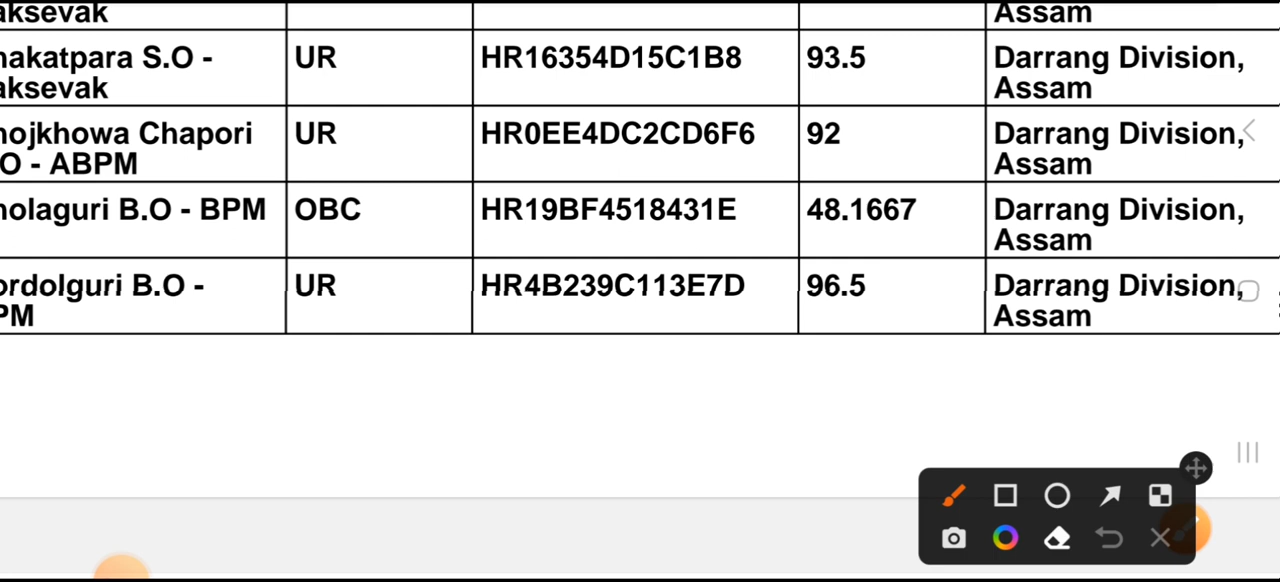 aksevak Assam
hakatpara S.O - UR HR16354D15C1B8 93.5 Darrang Division,
aksevak Assam
hojkhowa Chapori UR HR0EE4DC2CD6F6 92 Darrang Division,
O - ABPM Assam
holaguri B.O - BPM OBC HR19BF4518431E 48.1667 Darrang Division,
Assam
ordolguri B.O - UR HR4B239C113E7D 96.5 Darrang Division,
PM Assam